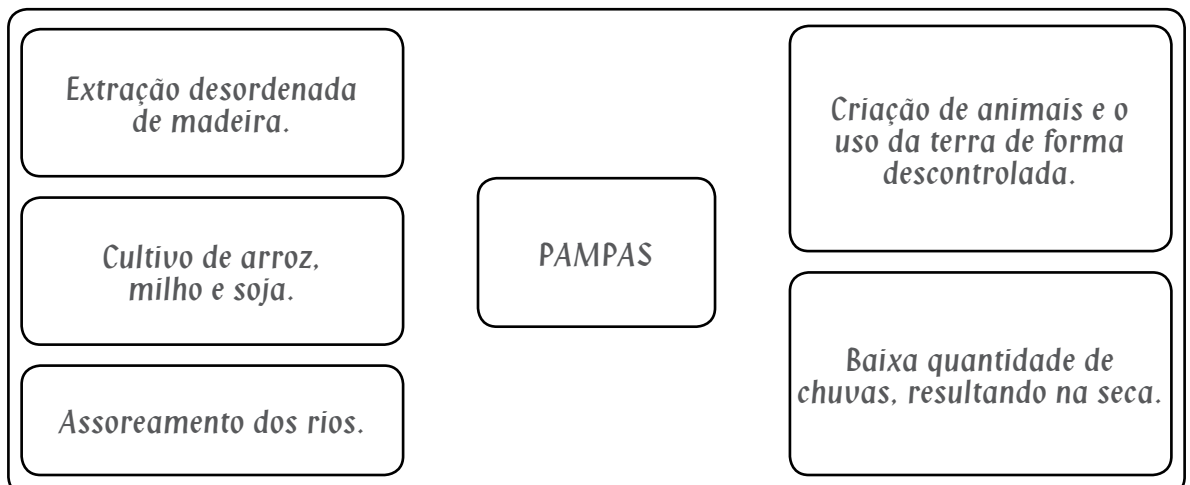 Extração desordenada
de madeira.
Cultivo de arroz,
milho e soja.
Assoreamento dos rios.
PAMPAS
Criação de animais e o
uso da terra de forma
descontrolada.
Baixa quantidade de
chuvas, resultando na seca.